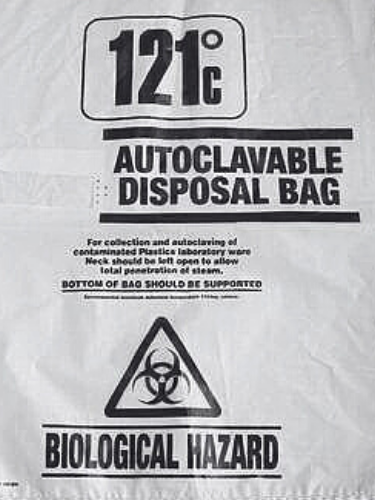 121°c
AUTOCLAVABLE
DISPOSAL BAG
For collection and autoclaving of
contaminated Plastics laboratory ware
Neck should be left open to allow
total penetration of steam.
BOTTOM OF BAG SHOULD BE SUPPORTED
BIOLOGICAL HAZARD